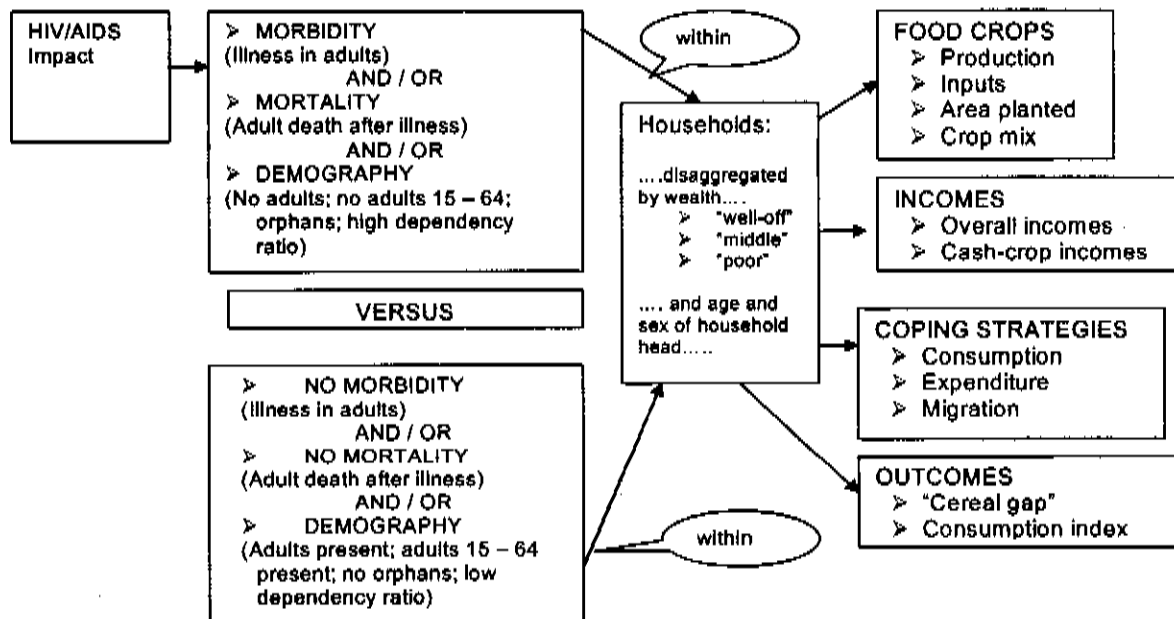 HIV/AIDS
Impact
➢ MORBIDITY
(Illness in adults)
AND / OR
➢ MORTALITY
(Adult death after illness)
AND / OR
➢ DEMOGRAPHY
(No adults; no adults 15 – 64;
orphans; high dependency
ratio)
VERSUS
➢ NO MORBIDITY
(Illness in adults)
AND / OR
➢ NO MORTALITY
(Adult death after illness)
AND / OR
➢ DEMOGRAPHY
(Adults present; adults 15 – 64
present; no orphans; low
dependency ratio)
within
within
Households:
....disaggregated
by wealth....
➢ "well-off"
➢ "middle"
➢ "poor"
.... and age and
sex of household
head.....
FOOD CROPS
➢ Production
➢ Inputs
➢ Area planted
➢ Crop mix
INCOMES
➢ Overall incomes
➢ Cash-crop incomes
COPING STRATEGIES
➢ Consumption
➢ Expenditure
➢ Migration
OUTCOMES
➢ "Cereal gap"
➢ Consumption index